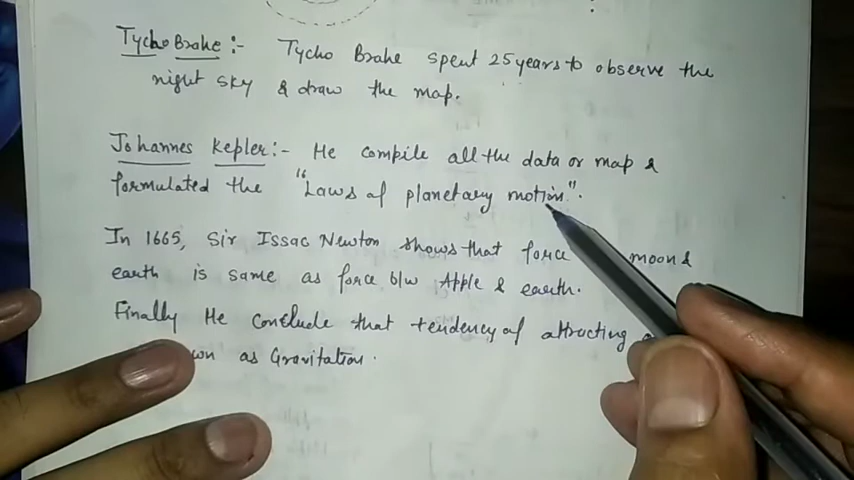 Tycho Brahe :- Tycho Brahe spent 25 years to observe the
night sky & draw the map.
Johannes Kepler :- He compile all the data or map &
formulated the "Laws of planetary motion".
In 1665, Sir Issac Newton shows that force moon &
earth is same as force b/w Apple & earth.
Finally He conclude that tendency of attracting
as Gravitation.